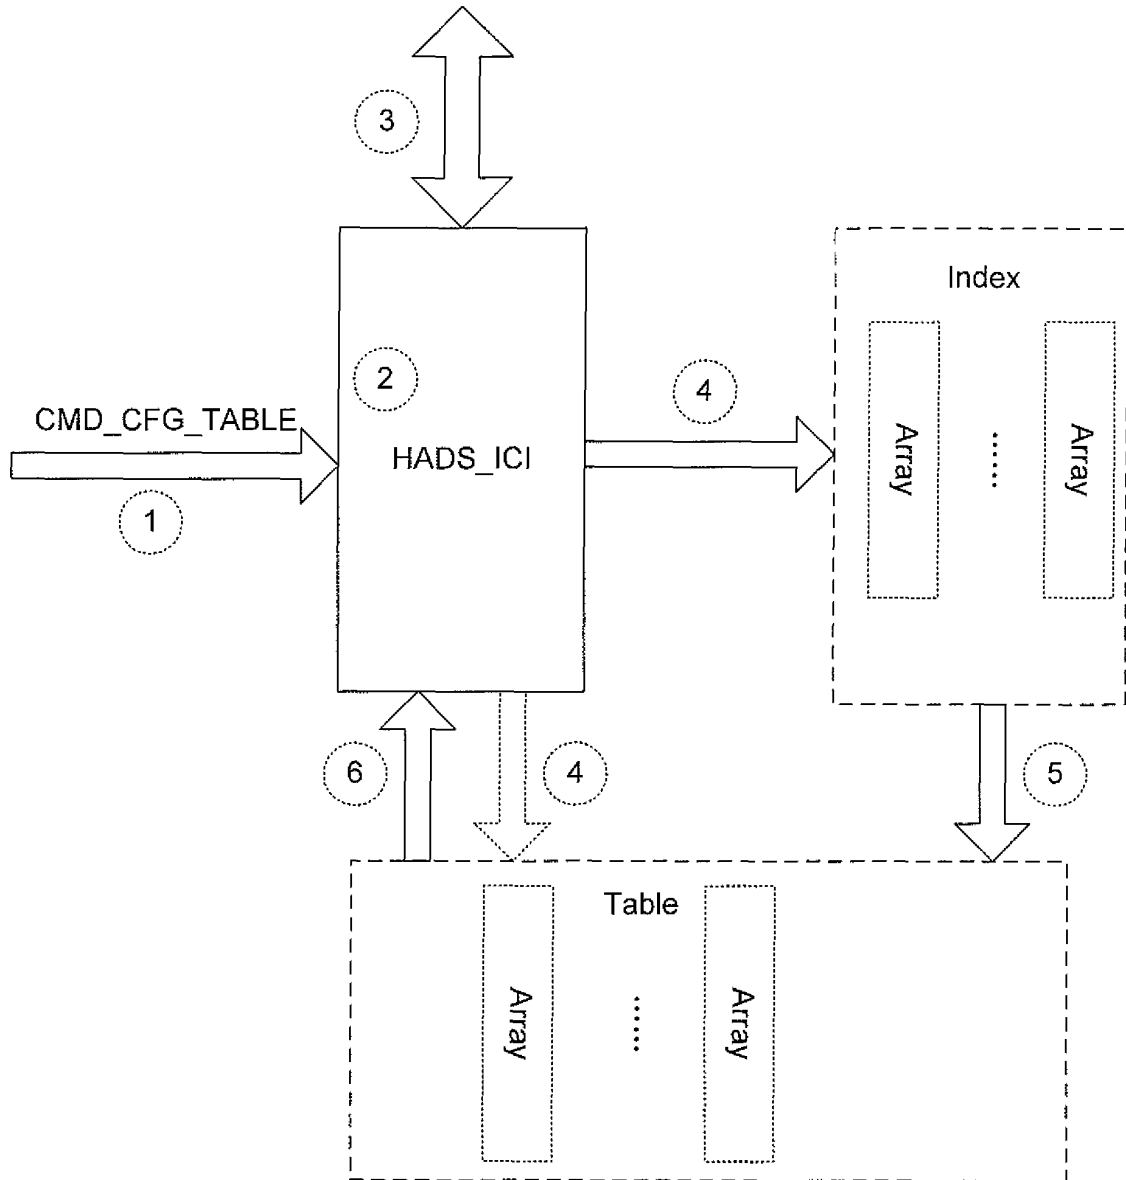 3
Index
2
4
CMD_CFG_TABLE
HADS_ICI
Array
......
Array
1
6
4
5
Table
Array
......
Array